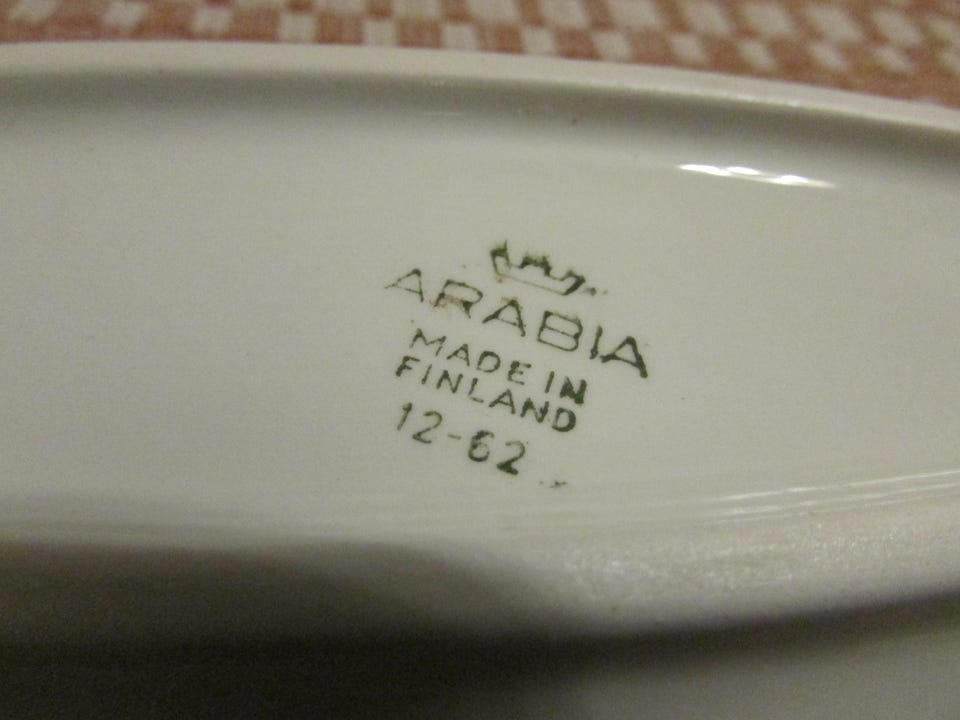 ARABIA
MADE IN
FINLAND
12-62